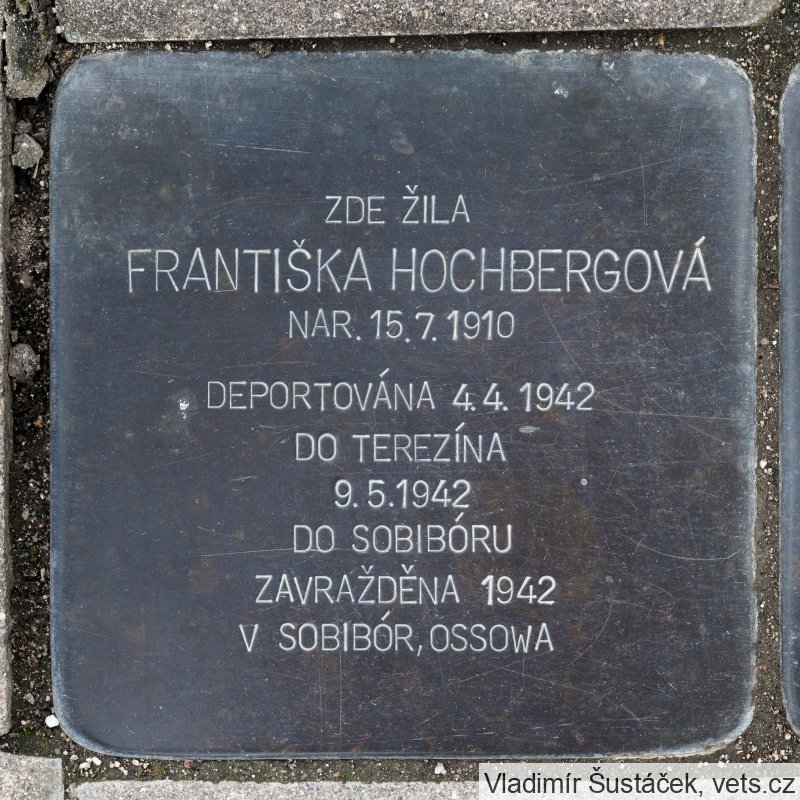 ZDE ŽILA
FRANTIŠKA HOCHBERGOVÁ
NAR. 15.7.1910
DEPORTOVÁNA 4.4. 1942
DO TEREZÍNA
9.5.1942
DO SOBIBÓRU
ZAVRAŽDĚNA 1942
V SOBIBÓR, OSSOWA
Vladimír Šustáček, vets.cz